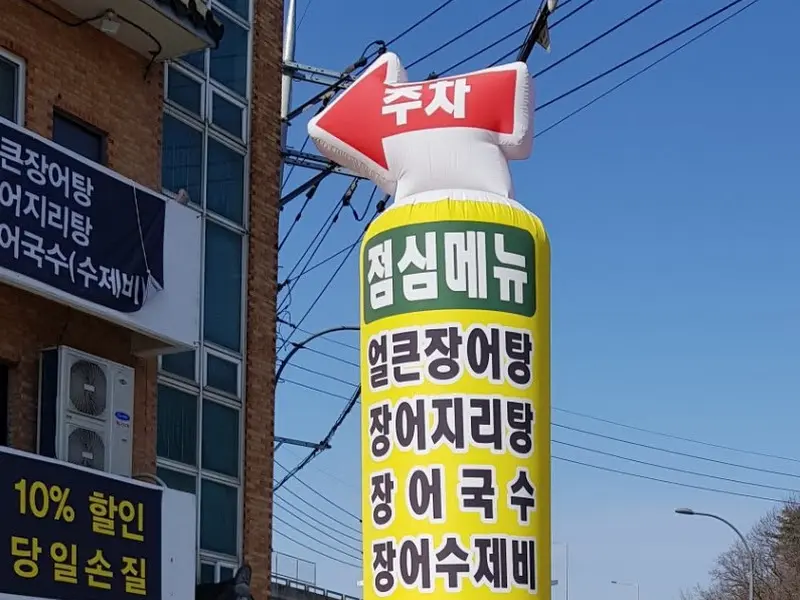 주차
점심메뉴
얼큰장어탕
장어지리탕
장어국수
장어수제비
큰장어탕
어지리탕
어국수(수제비)
10% 할인
당일손질